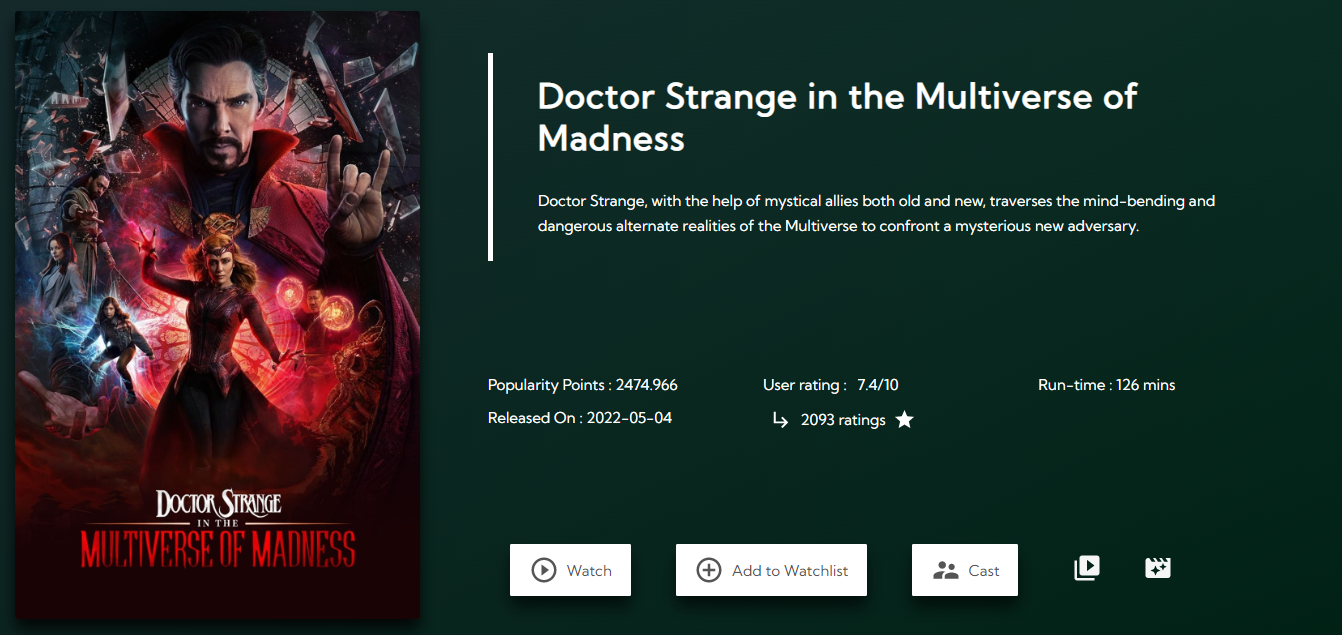 DOCTOR STRANGE
IN THE
MULTIVERSE OF MADNESS
Doctor Strange in the Multiverse of
Madness
Doctor Strange, with the help of mystical allies both old and new, traverses the mind-bending and
dangerous alternate realities of the Multiverse to confront a mysterious new adversary.
Popularity Points : 2474.966
User rating : 7.4/10
Run-time : 126 mins
Released On : 2022-05-04
2093 ratings
Watch
Add to Watchlist
Cast